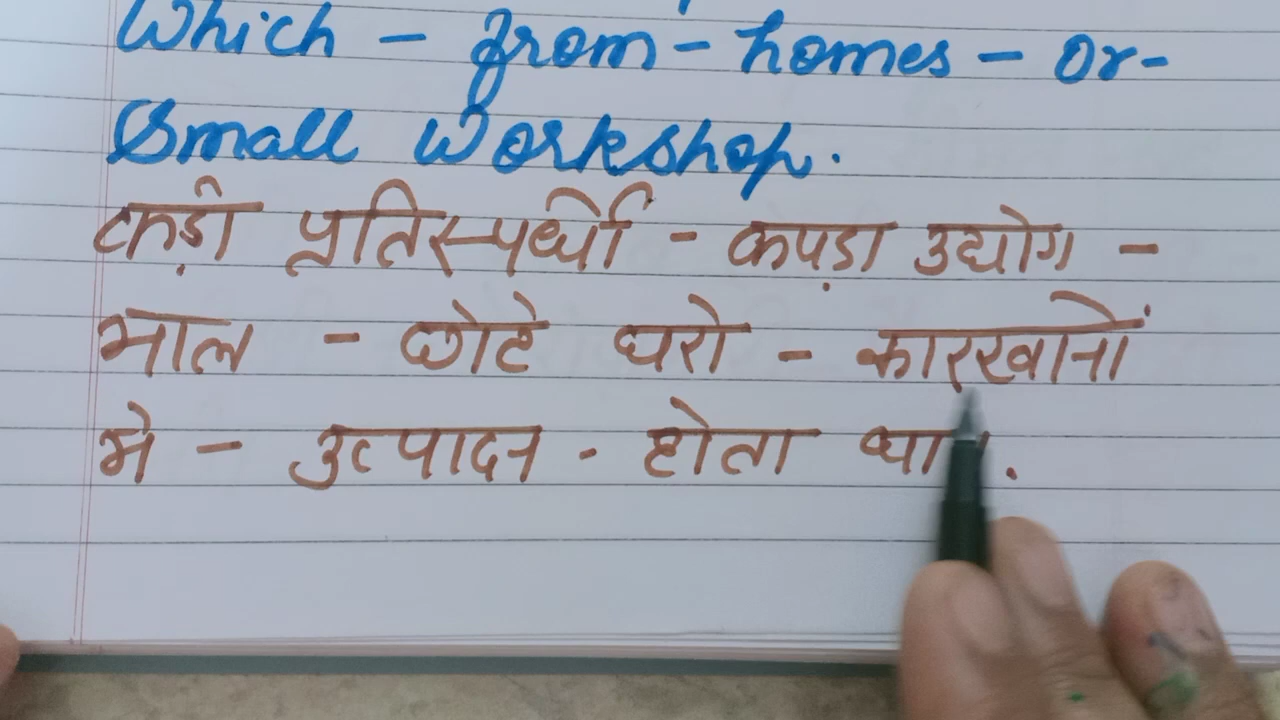 Which - from - homes - or -
Small Workshop.
कड़ी प्रतिस्पर्धी - कपड़ा उद्योग -
माल - छोटे घरो - कारखानों
मे - उत्पादन - होता था.